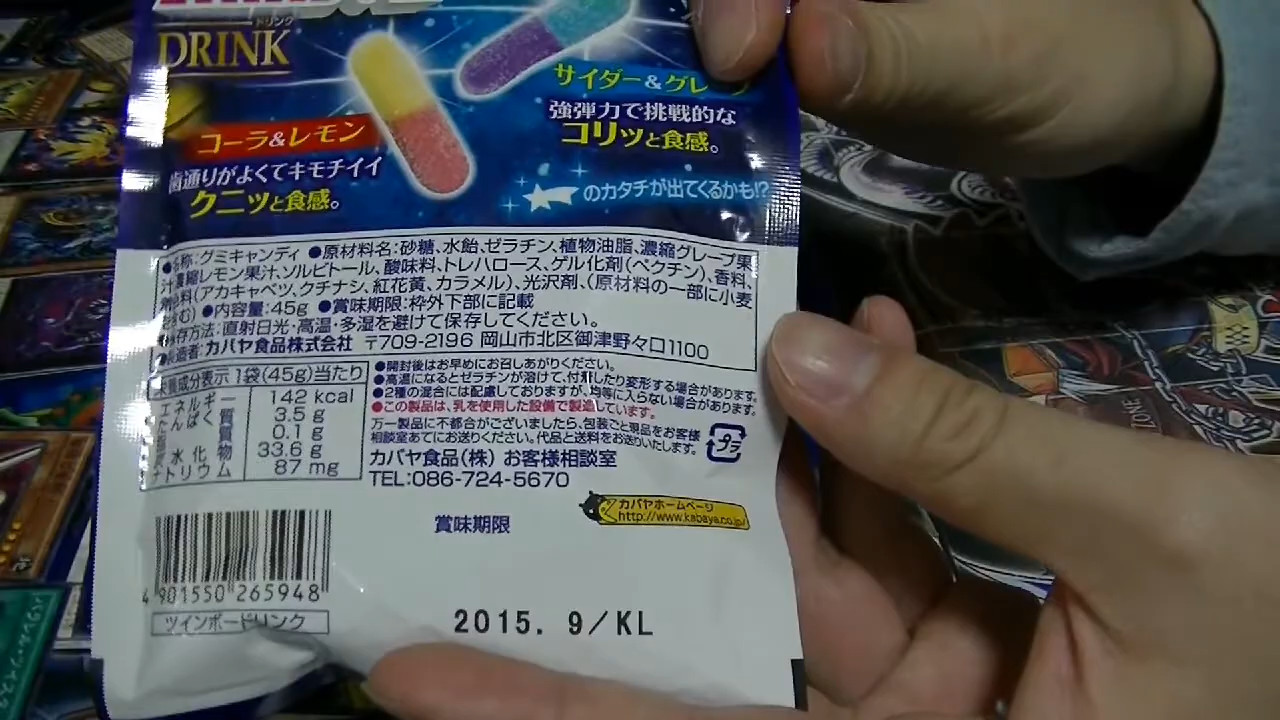 ドリンク
DRINK
サイダー&グレープ
強弾力で挑戦的な
コリッと食感。
コーラ&レモン
歯通りがよくてキモチイイ
クニッと食感。
のカタチが出てくるかも!?
●名称:グミキャンディ ●原材料名:砂糖、水飴、ゼラチン、植物油脂、濃縮グレープ果
汁、濃縮レモン果汁、ソルビトール、酸味料、トレハロース、ゲル化剤(ペクチン)、香料、
着色料(アカキャベツ、クチナシ、紅花黄、カラメル)、光沢剤、(原材料の一部に小麦
を含む) ●内容量:45g ●賞味期限:枠外下部に記載
●保存方法:直射日光・高温・多湿を避けて保存してください。
●製造者:カバヤ食品株式会社 〒709-2196 岡山市北区御津野々口1100
栄養成分表示 1袋(45g)当たり
エネルギー 142 kcal
たんぱく質 3.5 g
脂質 0.1 g
炭水化物 33.6 g
ナトリウム 87 mg
●開封後はお早めにお召しあがりください。
●高温になるとゼラチンが溶けて、付着したり変形する場合があります。
●2種の混合には配慮しておりますが、均等に入らない場合があります。
●この製品は、乳を使用した設備で製造しています。
万一製品に不都合がございましたら、包装ごと現品をお客様
相談室あてにお送りください。代品と送料をお送りいたします。
プラ
カバヤ食品(株) お客様相談室
TEL:086-724-5670
カバヤホームページ
http://www.kabaya.co.jp/
賞味期限
4 901550 265948
ツインボードリンク
2015. 9/KL